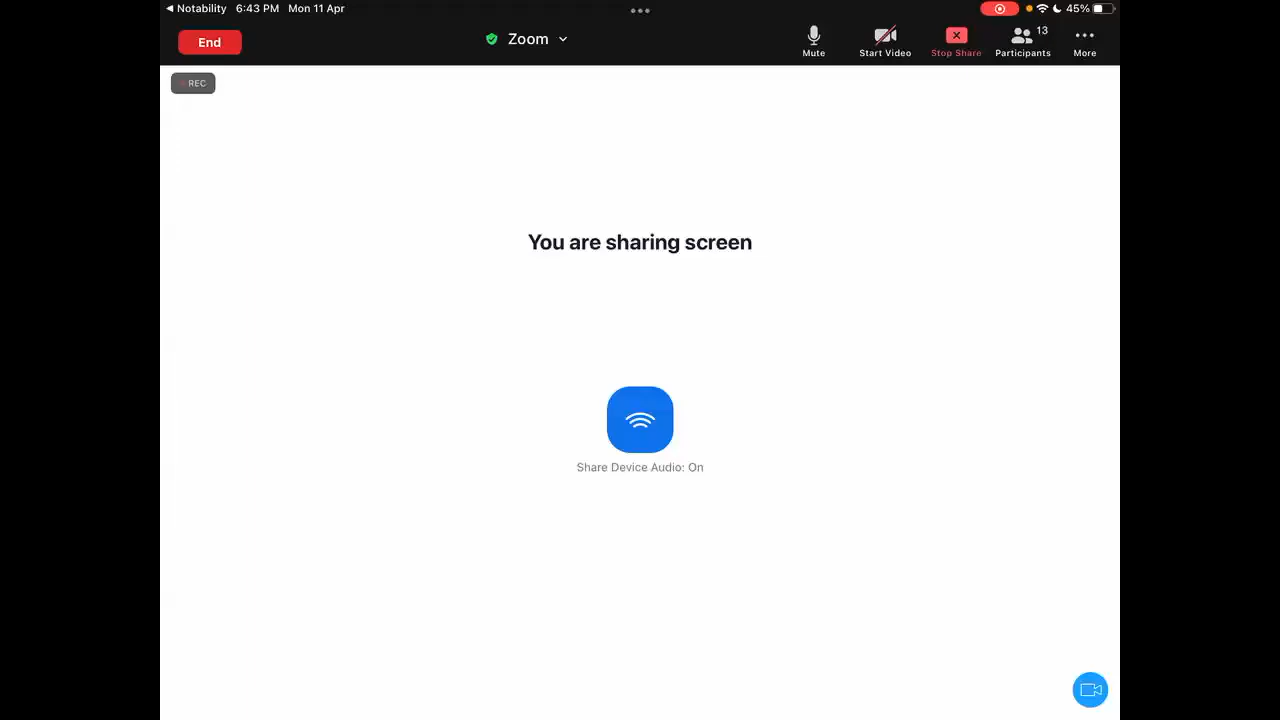 ◀ Notability 6:43 PM Mon 11 Apr 45%
End Zoom Mute Start Video Stop Share Participants 13 More
REC
You are sharing screen
Share Device Audio: On